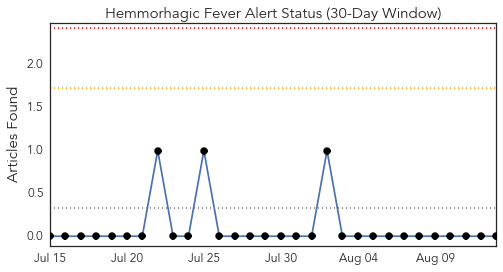 Hemmorhagic Fever Alert Status (30-Day Window)
Articles Found
2.0
1.5
1.0
0.5
0.0
Jul 15 Jul 20 Jul 25 Jul 30 Aug 04 Aug 09